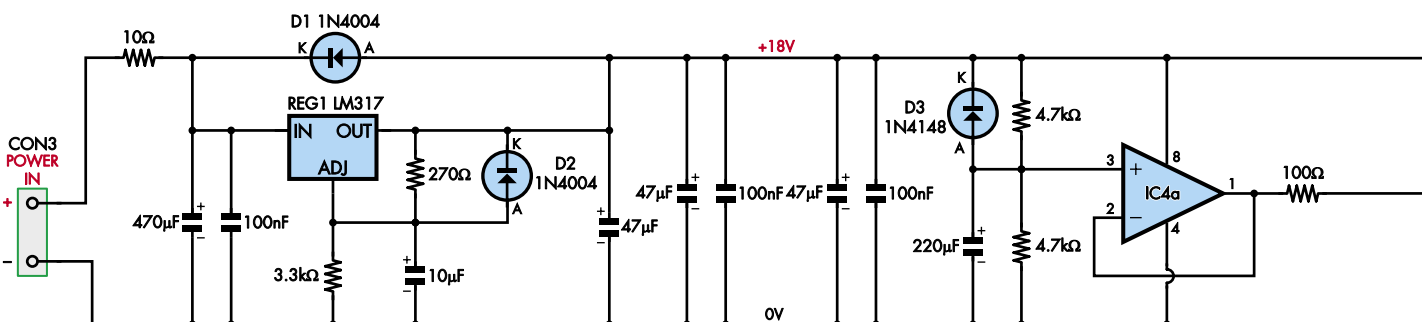 D1 1N4004
10Ω
K
A
+18V
REG1 LM317
IN
OUT
ADJ
CON3
POWER
IN
+
–
470µF
+
–
100nF
270Ω
K
D2
1N4004
A
3.3kΩ
+
10µF
–
+
47µF
–
47µF
+
–
100nF
47µF
+
–
100nF
0V
K
D3
1N4148
A
4.7kΩ
220µF
+
–
4.7kΩ
3
+
8
IC4a
1
2
–
4
100Ω